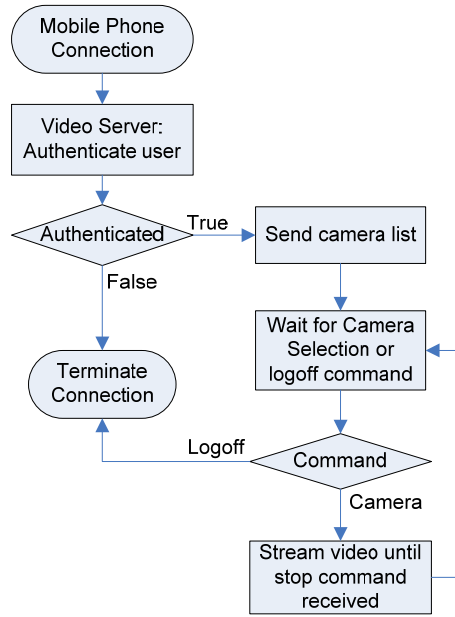 Mobile Phone
Connection
Video Server:
Authenticate user
Authenticated
True
Send camera list
False
Wait for Camera
Selection or
logoff command
Terminate
Connection
Logoff
Command
Camera
Stream video until
stop command
received